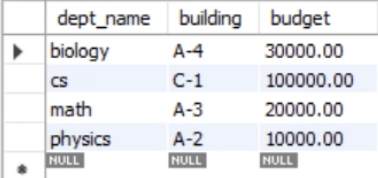 dept_name building budget
biology A-4 30000.00
cs C-1 100000.00
math A-3 20000.00
physics A-2 10000.00
NULL NULL NULL